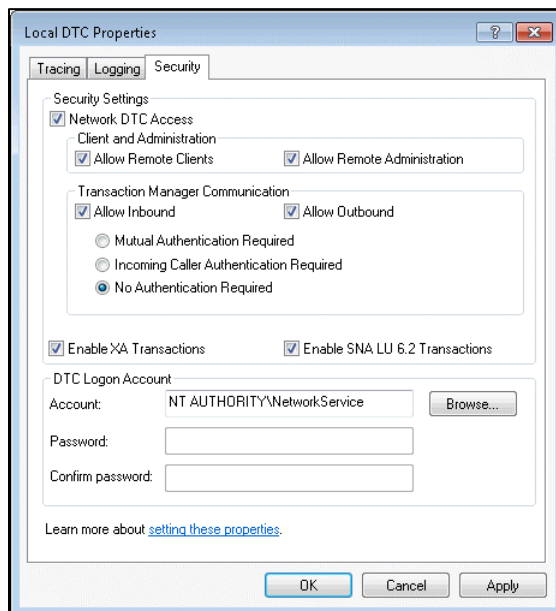 Local DTC Properties
Tracing Logging Security
Security Settings
Network DTC Access
Client and Administration
Allow Remote Clients Allow Remote Administration
Transaction Manager Communication
Allow Inbound Allow Outbound
Mutual Authentication Required
Incoming Caller Authentication Required
No Authentication Required
Enable XA Transactions Enable SNA LU 6.2 Transactions
DTC Logon Account
Account: NT AUTHORITY\NetworkService Browse...
Password:
Confirm password:
Learn more about setting these properties.
OK Cancel Apply